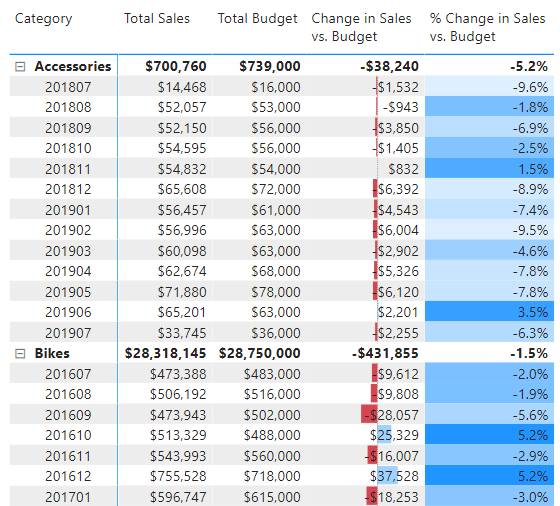 Category Total Sales Total Budget Change in Sales vs. Budget % Change in Sales vs. Budget
Accessories $700,760 $739,000 -$38,240 -5.2%
201807 $14,468 $16,000 -$1,532 -9.6%
201808 $52,057 $53,000 -$943 -1.8%
201809 $52,150 $56,000 -$3,850 -6.9%
201810 $54,595 $56,000 -$1,405 -2.5%
201811 $54,832 $54,000 $832 1.5%
201812 $65,608 $72,000 -$6,392 -8.9%
201901 $56,457 $61,000 -$4,543 -7.4%
201902 $56,996 $63,000 -$6,004 -9.5%
201903 $60,098 $63,000 -$2,902 -4.6%
201904 $62,674 $68,000 -$5,326 -7.8%
201905 $71,880 $78,000 -$6,120 -7.8%
201906 $65,201 $63,000 $2,201 3.5%
201907 $33,745 $36,000 -$2,255 -6.3%
Bikes $28,318,145 $28,750,000 -$431,855 -1.5%
201607 $473,388 $483,000 -$9,612 -2.0%
201608 $506,192 $516,000 -$9,808 -1.9%
201609 $473,943 $502,000 -$28,057 -5.6%
201610 $513,329 $488,000 $25,329 5.2%
201611 $543,993 $560,000 -$16,007 -2.9%
201612 $755,528 $718,000 $37,528 5.2%
201701 $596,747 $615,000 -$18,253 -3.0%